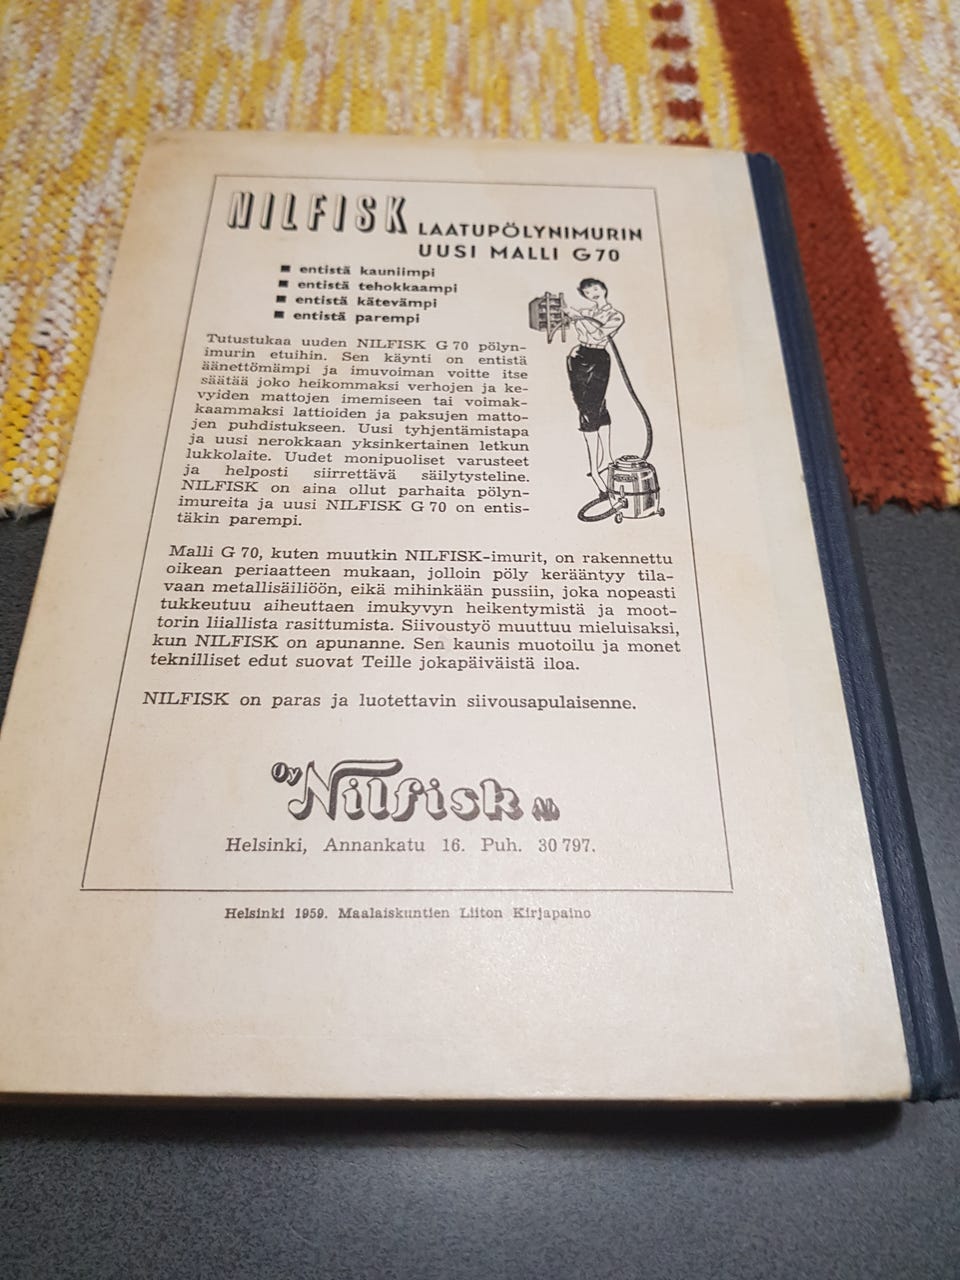 NILFISK LAATUPÖLYNIMURIN
UUSI MALLI G 70
■ entistä kauniimpi
■ entistä tehokkaampi
■ entistä kätevämpi
■ entistä parempi
Tutustukaa uuden NILFISK G 70 pölyn-
imurin etuihin. Sen käynti on entistä
äänettömämpi ja imuvoiman voitte itse
säätää joko heikommaksi verhojen ja ke-
vyiden mattojen imemiseen tai voimak-
kaammaksi lattioiden ja paksujen matto-
jen puhdistukseen. Uusi tyhjentämistapa
ja uusi nerokkaan yksinkertainen letkun
lukkolaite. Uudet monipuoliset varusteet
ja helposti siirrettävä säilytysteline.
NILFISK on aina ollut parhaita pölyn-
imureita ja uusi NILFISK G 70 on entis-
täkin parempi.
Malli G 70, kuten muutkin NILFISK-imurit, on rakennettu
oikean periaatteen mukaan, jolloin pöly kerääntyy tila-
vaan metallisäiliöön, eikä mihinkään pussiin, joka nopeasti
tukkeutuu aiheuttaen imukyvyn heikentymistä ja moot-
torin liiallista rasittumista. Siivoustyö muuttuu mieluisaksi,
kun NILFISK on apunanne. Sen kaunis muotoilu ja monet
teknilliset edut suovat Teille jokapäiväistä iloa.
NILFISK on paras ja luotettavin siivousapulaisenne.
Oy Nilfisk Ab
Helsinki, Annankatu 16. Puh. 30 797.
Helsinki 1959. Maalaiskuntien Liiton Kirjapaino